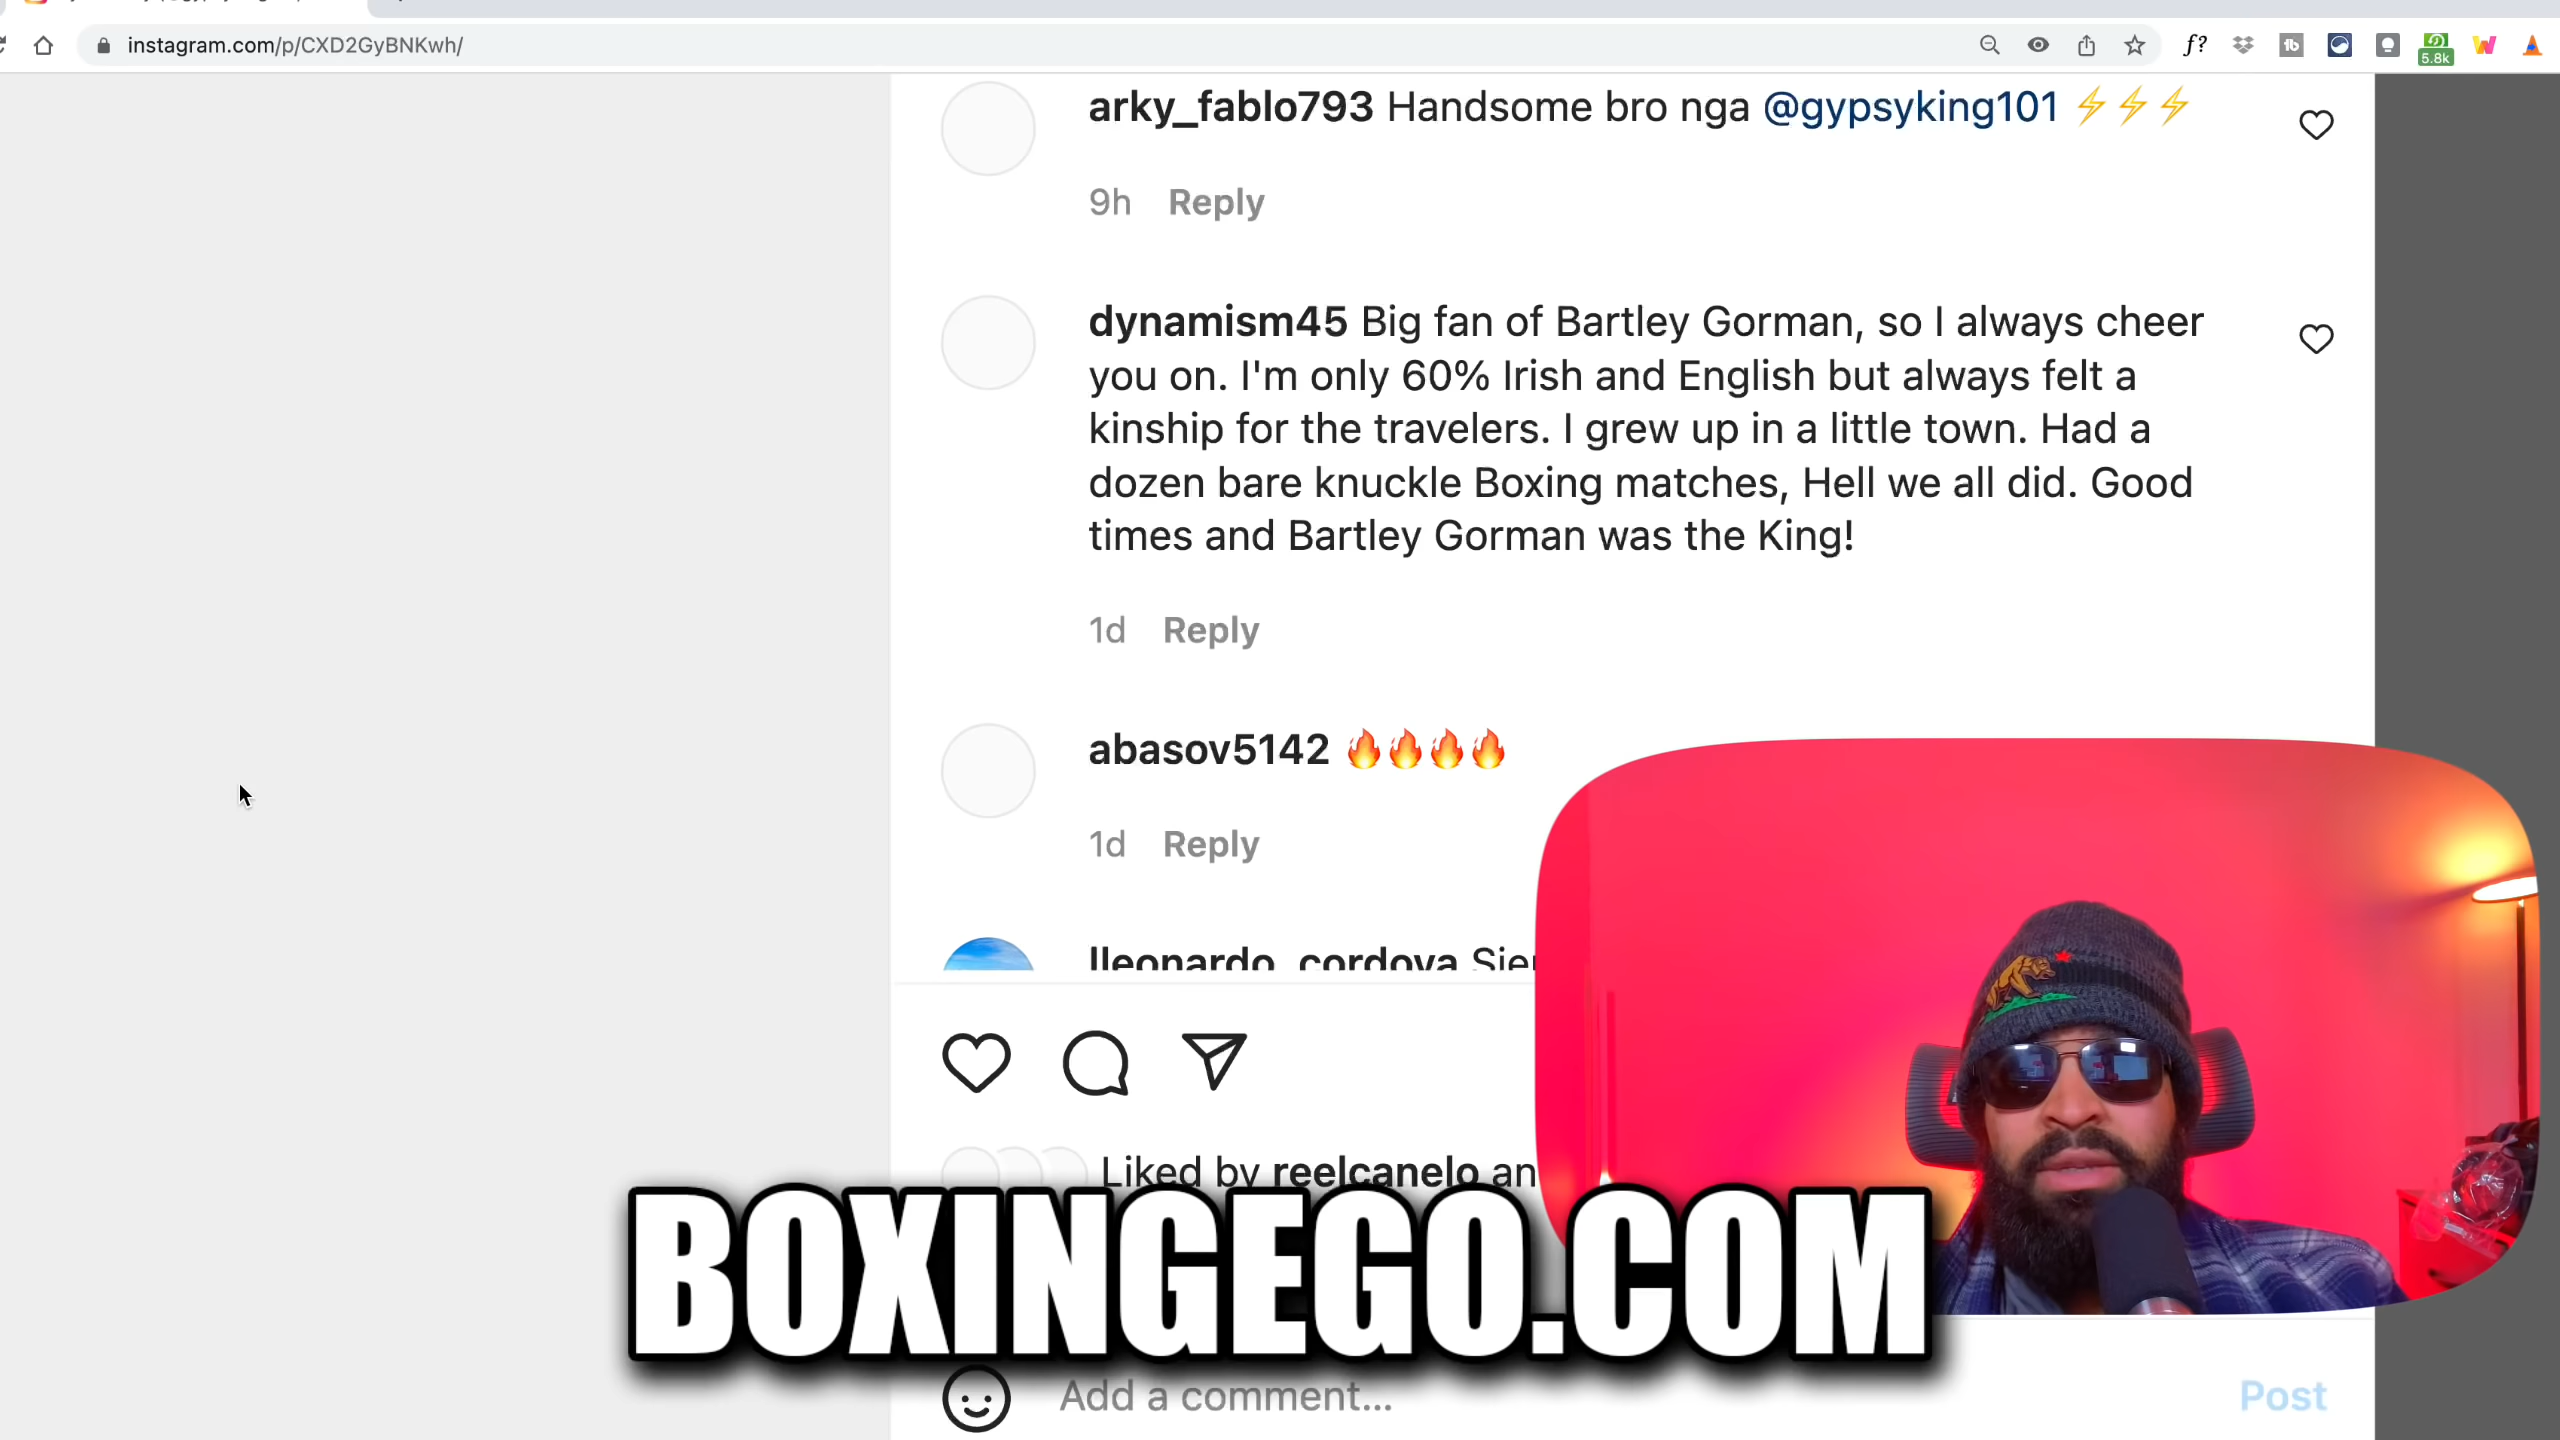 instagram.com/p/CXD2GyBNKwh/
f?
5.8k
arky_fablo793 Handsome bro nga @gypsyking101 ⚡⚡⚡
9h Reply
dynamism45 Big fan of Bartley Gorman, so I always cheer
you on. I'm only 60% Irish and English but always felt a
kinship for the travelers. I grew up in a little town. Had a
dozen bare knuckle Boxing matches, Hell we all did. Good
times and Bartley Gorman was the King!
1d Reply
abasov5142 🔥🔥🔥🔥
1d Reply
lleonardo_cordova
Liked by reelcanelo an
BOXINGEGO.COM
Add a comment...
Post